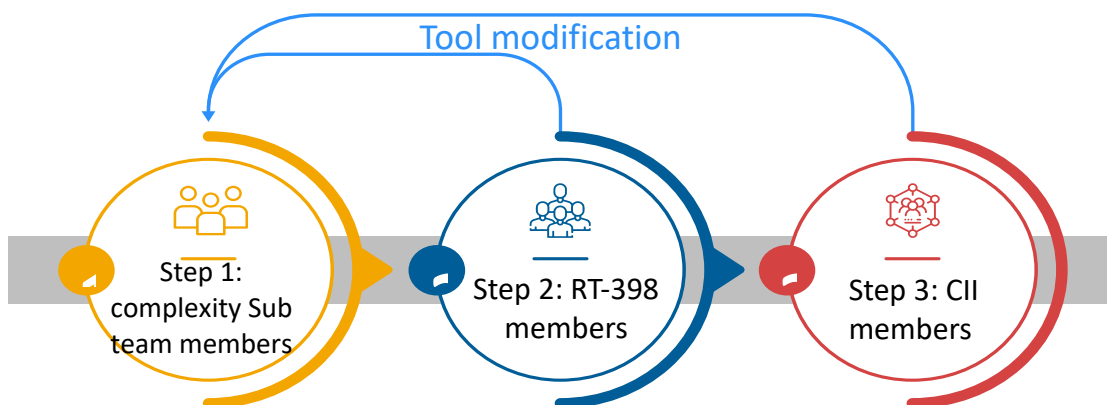 Tool modification
Step 1:
complexity Sub
team members
Step 2: RT-398
members
Step 3: CII
members